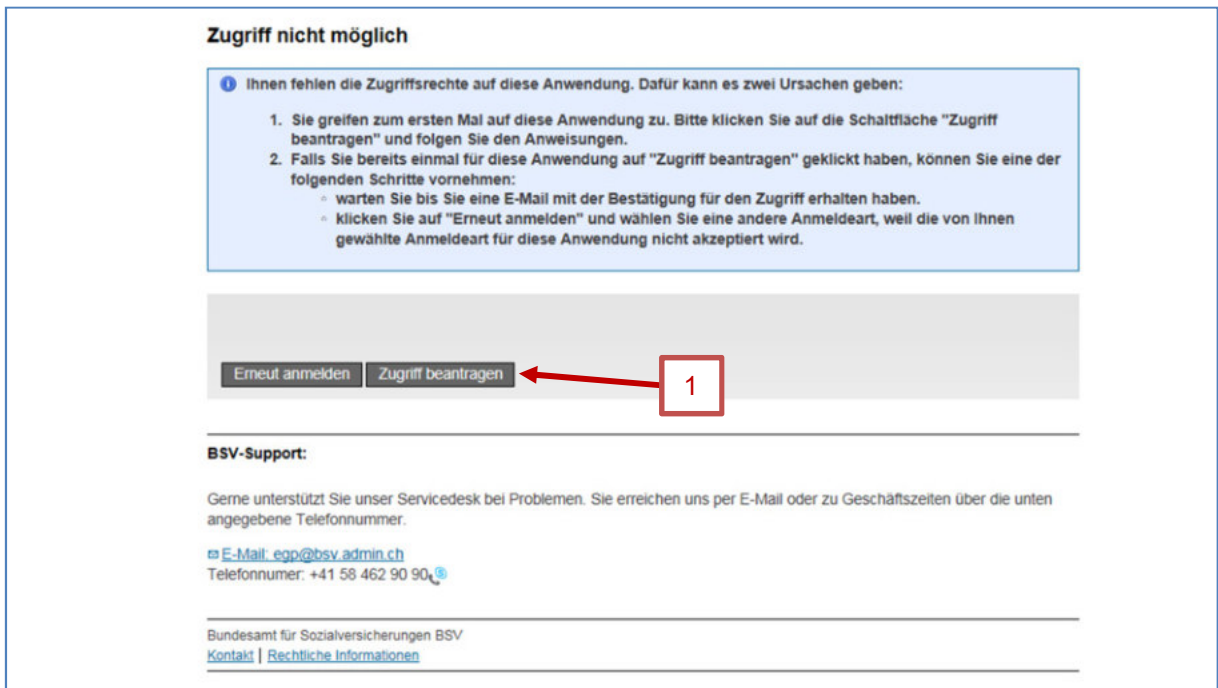 Zugriff nicht möglich
Ihnen fehlen die Zugriffsrechte auf diese Anwendung. Dafür kann es zwei Ursachen geben:
1. Sie greifen zum ersten Mal auf diese Anwendung zu. Bitte klicken Sie auf die Schaltfläche "Zugriff
beantragen" und folgen Sie den Anweisungen.
2. Falls Sie bereits einmal für diese Anwendung auf "Zugriff beantragen" geklickt haben, können Sie eine der
folgenden Schritte vornehmen:
◦ warten Sie bis Sie eine E-Mail mit der Bestätigung für den Zugriff erhalten haben.
◦ klicken Sie auf "Erneut anmelden" und wählen Sie eine andere Anmeldeart, weil die von Ihnen
gewählte Anmeldeart für diese Anwendung nicht akzeptiert wird.
Erneut anmelden Zugriff beantragen 1
BSV-Support:
Gerne unterstützt Sie unser Servicedesk bei Problemen. Sie erreichen uns per E-Mail oder zu Geschäftszeiten über die unten
angegebene Telefonnummer.
E-Mail: egp@bsv.admin.ch
Telefonnumer: +41 58 462 90 90
Bundesamt für Sozialversicherungen BSV
Kontakt | Rechtliche Informationen